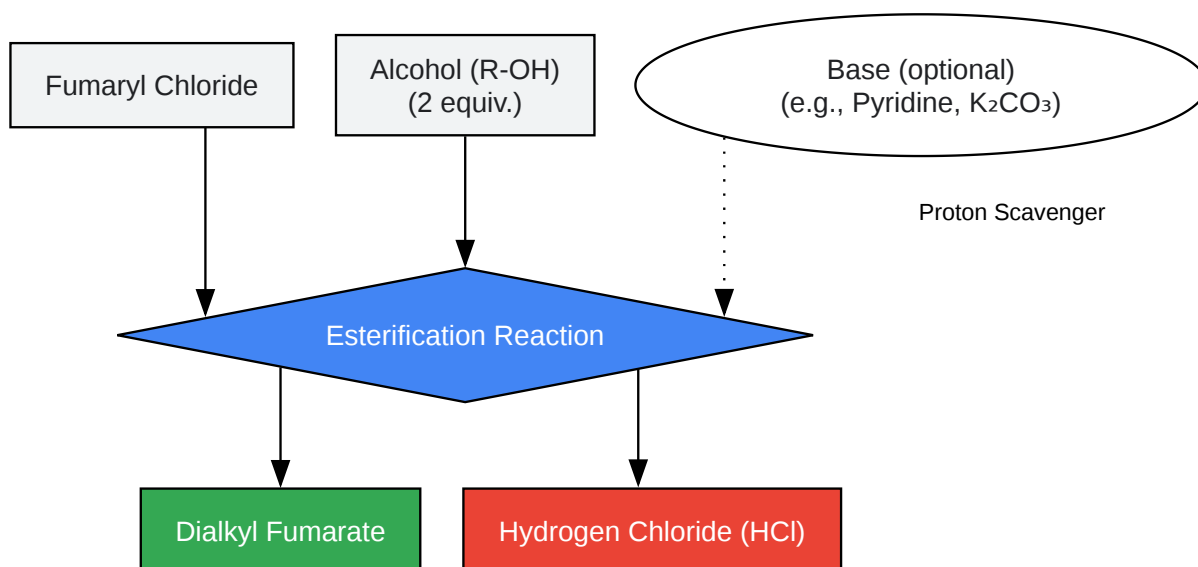 Fumaryl Chloride
Alcohol (R-OH)
(2 equiv.)
Base (optional)
(e.g., Pyridine, K₂CO₃)
Proton Scavenger
Esterification Reaction
Dialkyl Fumarate
Hydrogen Chloride (HCl)